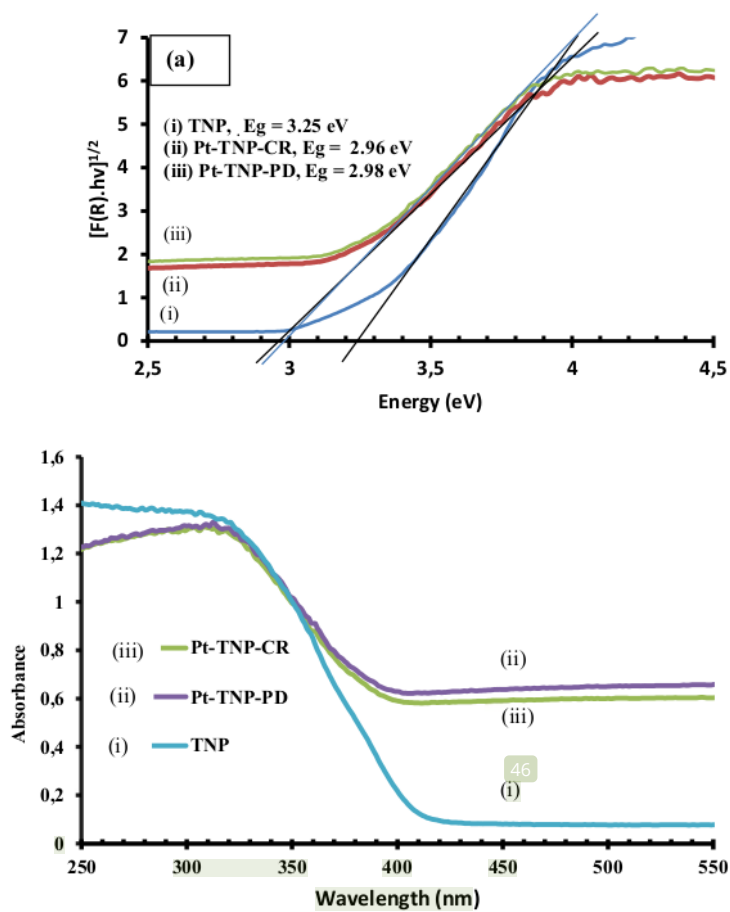 7
(a)
6
5
(i) TNP, Eg = 3.25 eV
(ii) Pt-TNP-CR, Eg = 2.96 eV
4
(iii) Pt-TNP-PD, Eg = 2.98 eV
[F(R).hv]1/2
3
(iii)
2
(ii)
1
(i)
0
2,5 3 3,5 4 4,5
Energy (eV)
1,6
1,4
1,2
1
0,8
(iii) Pt-TNP-CR
(ii)
Absorbance
0,6
(ii) Pt-TNP-PD
(iii)
0,4
(i) TNP
46
(i)
0,2
0
250 300 350 400 450 500 550
Wavelength (nm)